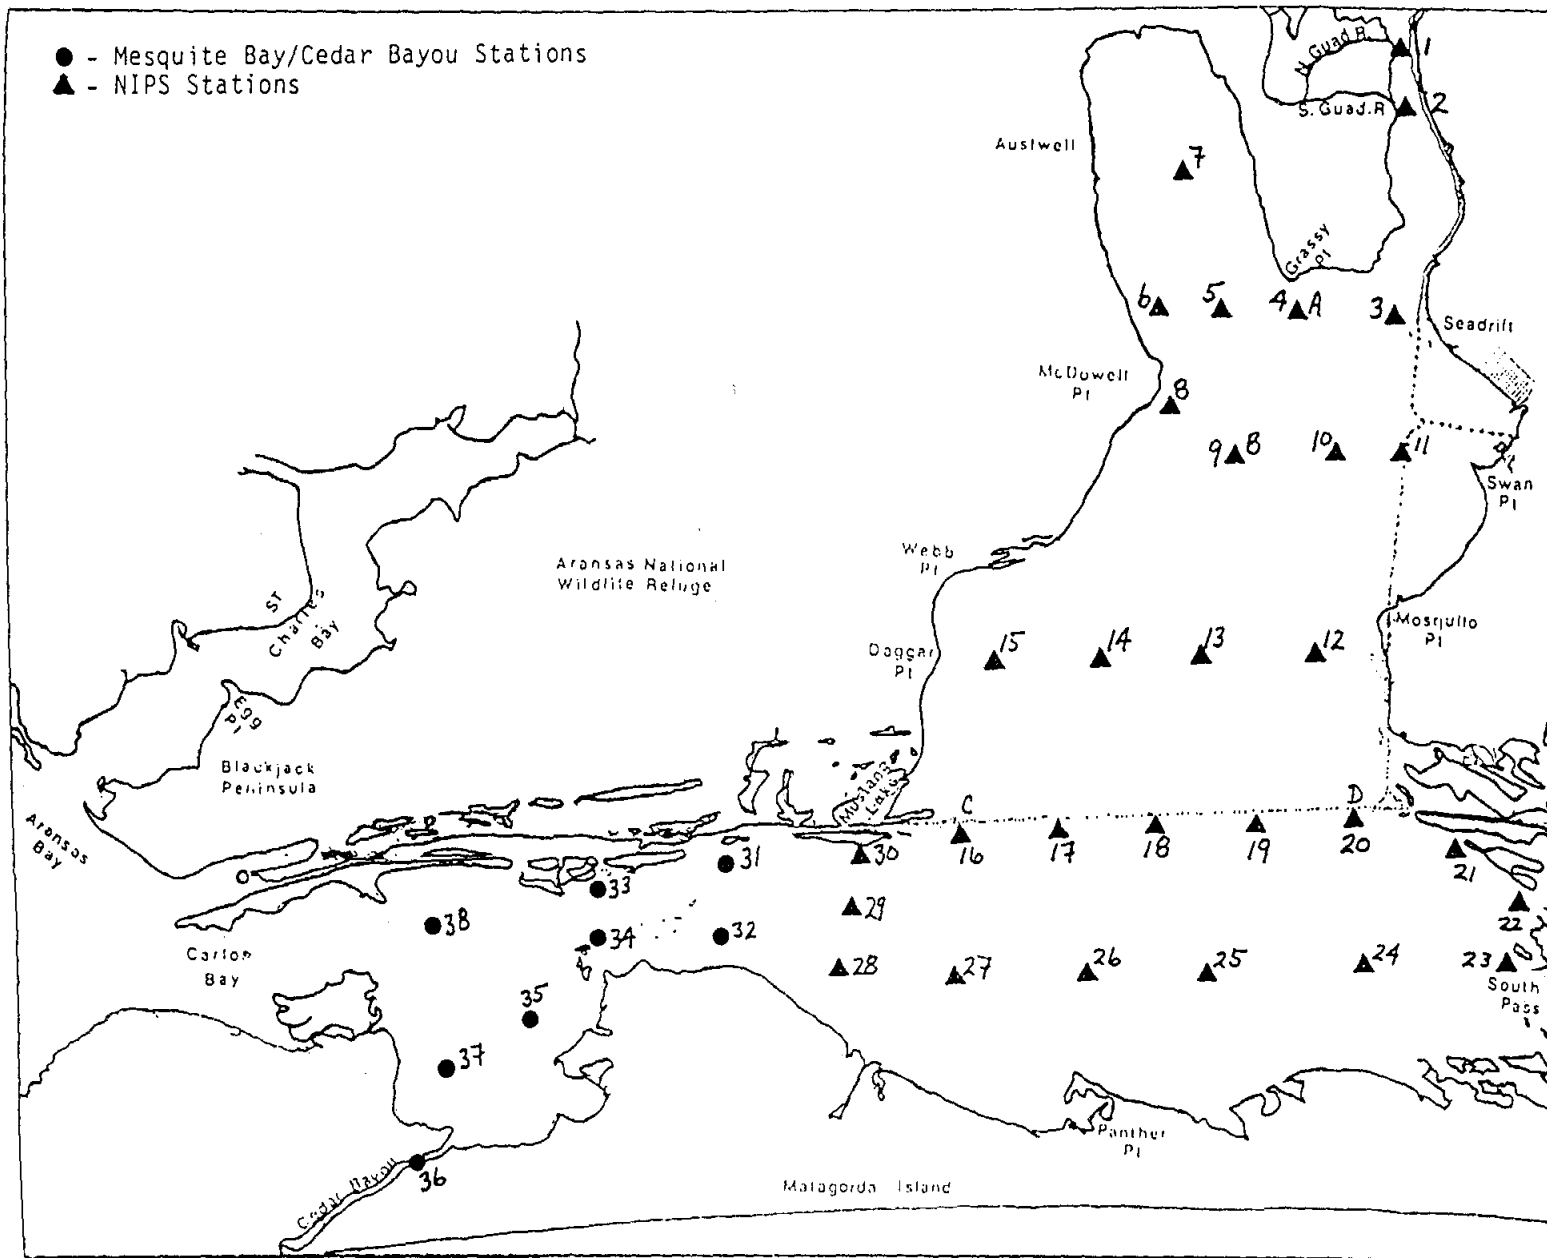 ● - Mesquite Bay/Cedar Bayou Stations
▲ - NIPS Stations
N. Guad R.
1
S. Guad. R
2
Austwell
7
Grassy
Pt
6
5
4 A
3
Seadrift
McDowell
Pt
8
9 B
10
11
Swan
Pt
Webb
Pt
Aransas National
Wildlife Refuge
ST
Charles
Bay
Mosquito
Pt
Daggar
Pt
15
14
13
12
Egg
Pt
Blackjack
Peninsula
Mustang
Lake
C
D
Aransas
Bay
16
17
18
19
20
21
30
31
33
29
22
38
34
32
Carlos
Bay
28
27
26
25
24
23
South
Pass
35
37
Panther
Pt
Cedar Bayou
36
Matagorda Island